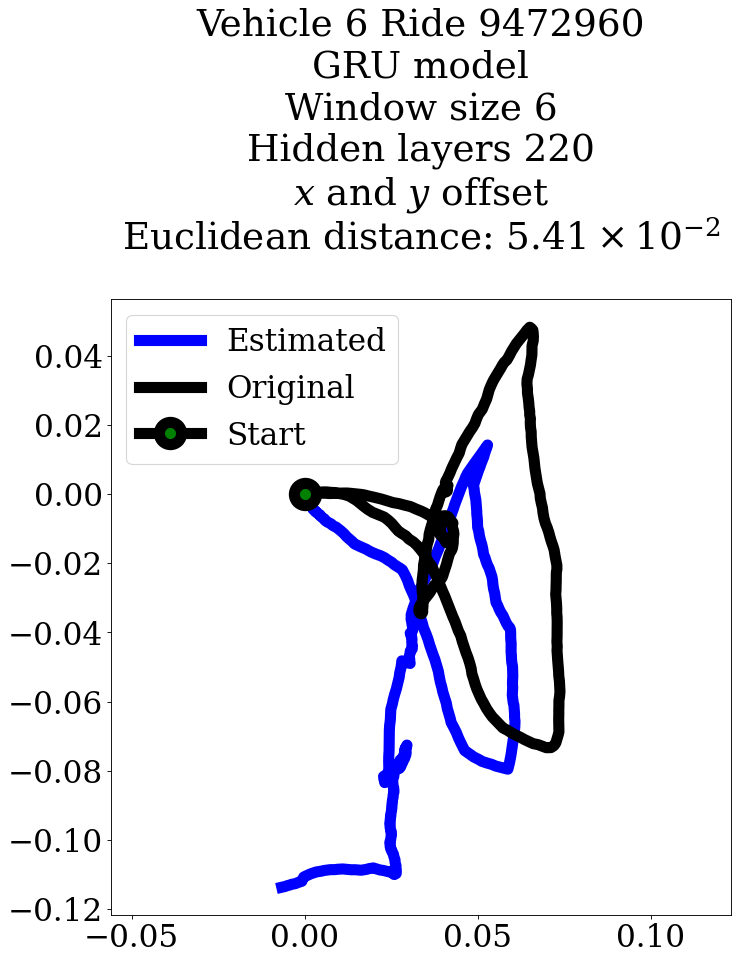 Vehicle 6 Ride 9472960
GRU model
Window size 6
Hidden layers 220
x and y offset
Euclidean distance: 5.41 × 10⁻²
Estimated
Original
Start
0.04
0.02
0.00
−0.02
−0.04
−0.06
−0.08
−0.10
−0.12
−0.05 0.00 0.05 0.10